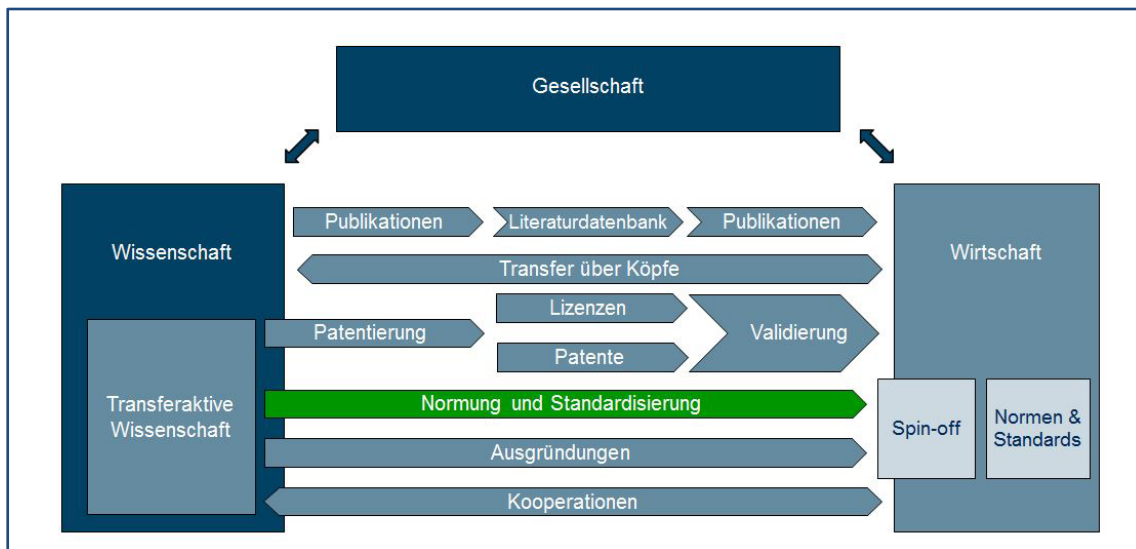 Gesellschaft
Publikationen
Literaturdatenbank
Publikationen
Wissenschaft
Wirtschaft
Transfer über Köpfe
Lizenzen
Patentierung
Validierung
Patente
Transferaktive
Wissenschaft
Normung und Standardisierung
Spin-off
Normen &
Standards
Ausgründungen
Kooperationen